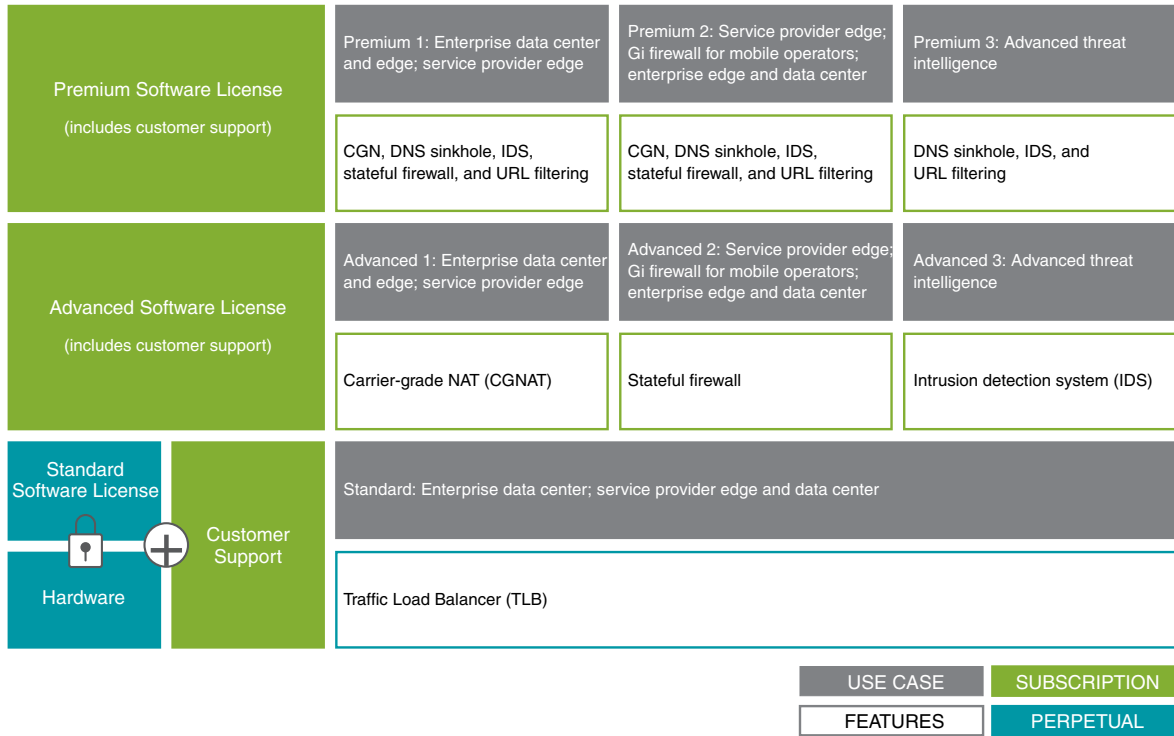 Premium Software License
(includes customer support)
Premium 1: Enterprise data center
and edge; service provider edge
Premium 2: Service provider edge;
Gi firewall for mobile operators;
enterprise edge and data center
Premium 3: Advanced threat
intelligence
CGN, DNS sinkhole, IDS,
stateful firewall, and URL filtering
CGN, DNS sinkhole, IDS,
stateful firewall, and URL filtering
DNS sinkhole, IDS, and
URL filtering
Advanced Software License
(includes customer support)
Advanced 1: Enterprise data center
and edge; service provider edge
Advanced 2: Service provider edge;
Gi firewall for mobile operators;
enterprise edge and data center
Advanced 3: Advanced threat
intelligence
Carrier-grade NAT (CGNAT)
Stateful firewall
Intrusion detection system (IDS)
Standard
Software License
Hardware
Customer
Support
Standard: Enterprise data center; service provider edge and data center
Traffic Load Balancer (TLB)
USE CASE
SUBSCRIPTION
FEATURES
PERPETUAL